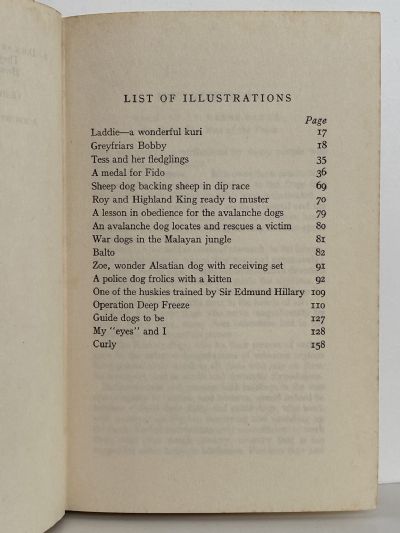 LIST OF ILLUSTRATIONS
Page
Laddie—a wonderful kuri 17
Greyfriars Bobby 18
Tess and her fledglings 35
A medal for Fido 36
Sheep dog backing sheep in dip race 69
Roy and Highland King ready to muster 70
A lesson in obedience for the avalanche dogs 79
An avalanche dog locates and rescues a victim 80
War dogs in the Malayan jungle 81
Balto 82
Zoe, wonder Alsatian dog with receiving set 91
A police dog frolics with a kitten 92
One of the huskies trained by Sir Edmund Hillary 109
Operation Deep Freeze 110
Guide dogs to be 127
My "eyes" and I 128
Curly 158